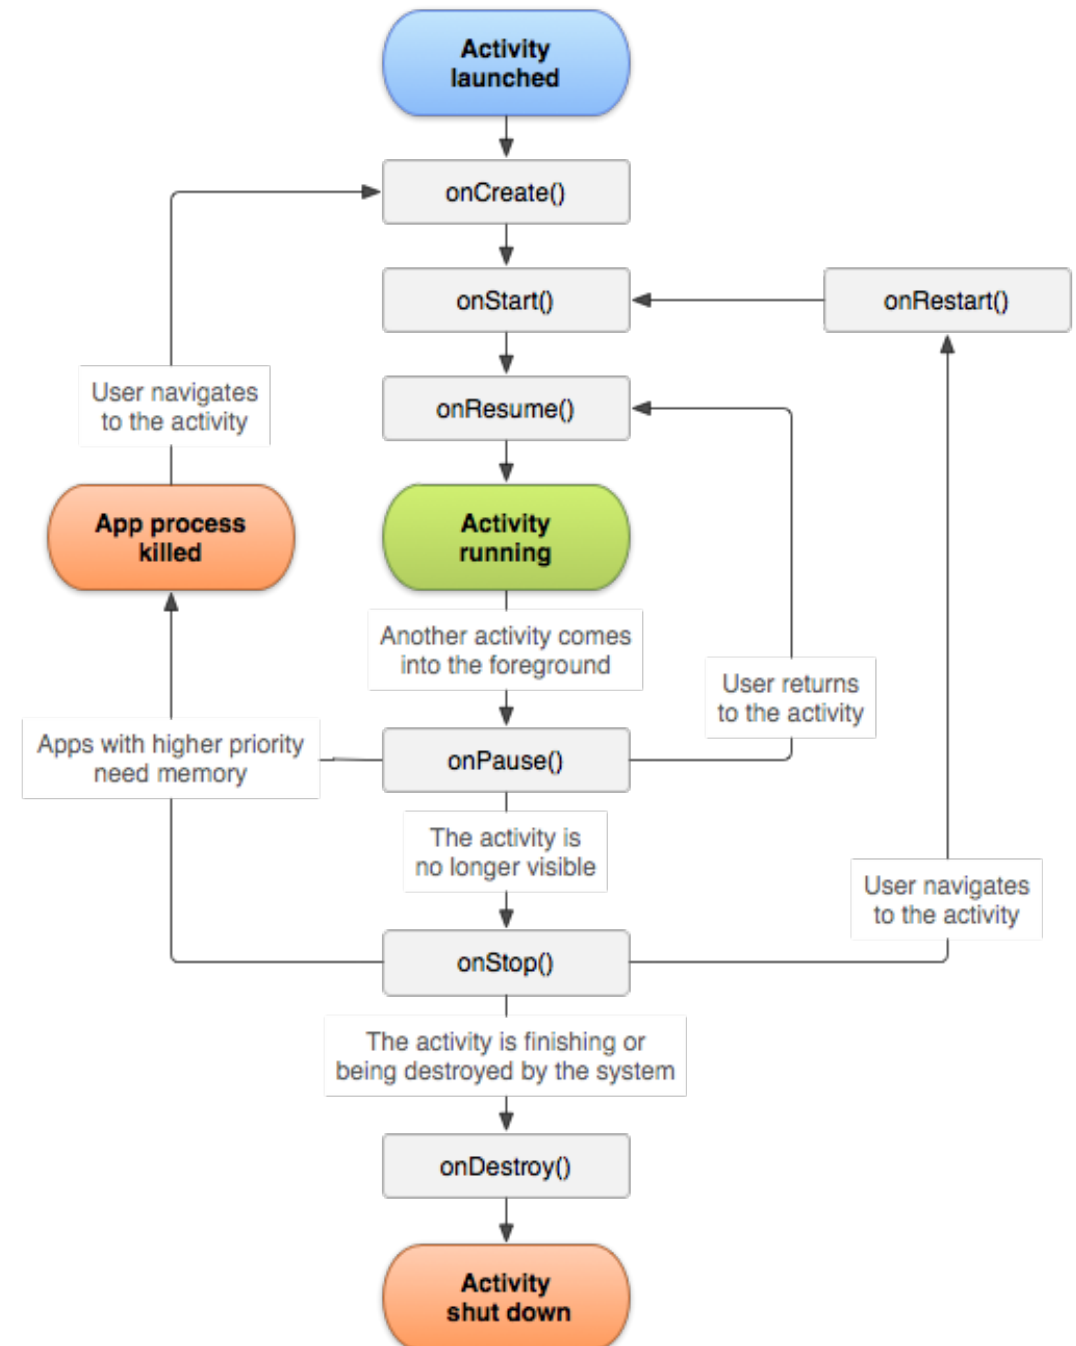 Activity
launched
onCreate()
onStart()
onRestart()
User navigates
to the activity
onResume()
App process
killed
Activity
running
Another activity comes
into the foreground
User returns
to the activity
Apps with higher priority
need memory
onPause()
The activity is
no longer visible
User navigates
to the activity
onStop()
The activity is finishing or
being destroyed by the system
onDestroy()
Activity
shut down